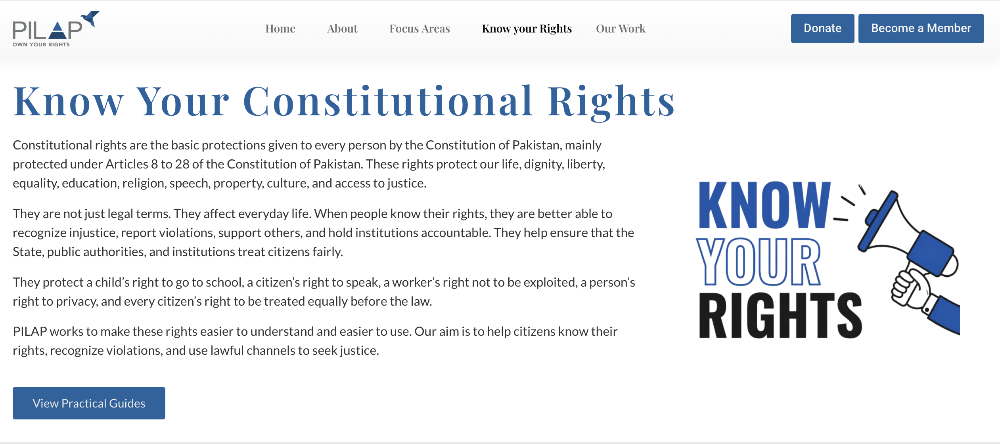 PILAP
OWN YOUR RIGHTS
Home
About
Focus Areas
Know your Rights
Our Work
Donate
Become a Member
Know Your Constitutional Rights
Constitutional rights are the basic protections given to every person by the Constitution of Pakistan, mainly
protected under Articles 8 to 28 of the Constitution of Pakistan. These rights protect our life, dignity, liberty,
equality, education, religion, speech, property, culture, and access to justice.
They are not just legal terms. They affect everyday life. When people know their rights, they are better able to
recognize injustice, report violations, support others, and hold institutions accountable. They help ensure that the
State, public authorities, and institutions treat citizens fairly.
They protect a child’s right to go to school, a citizen’s right to speak, a worker’s right not to be exploited, a person’s
right to privacy, and every citizen’s right to be treated equally before the law.
PILAP works to make these rights easier to understand and easier to use. Our aim is to help citizens know their
rights, recognize violations, and use lawful channels to seek justice.
View Practical Guides
KNOW
YOUR
RIGHTS